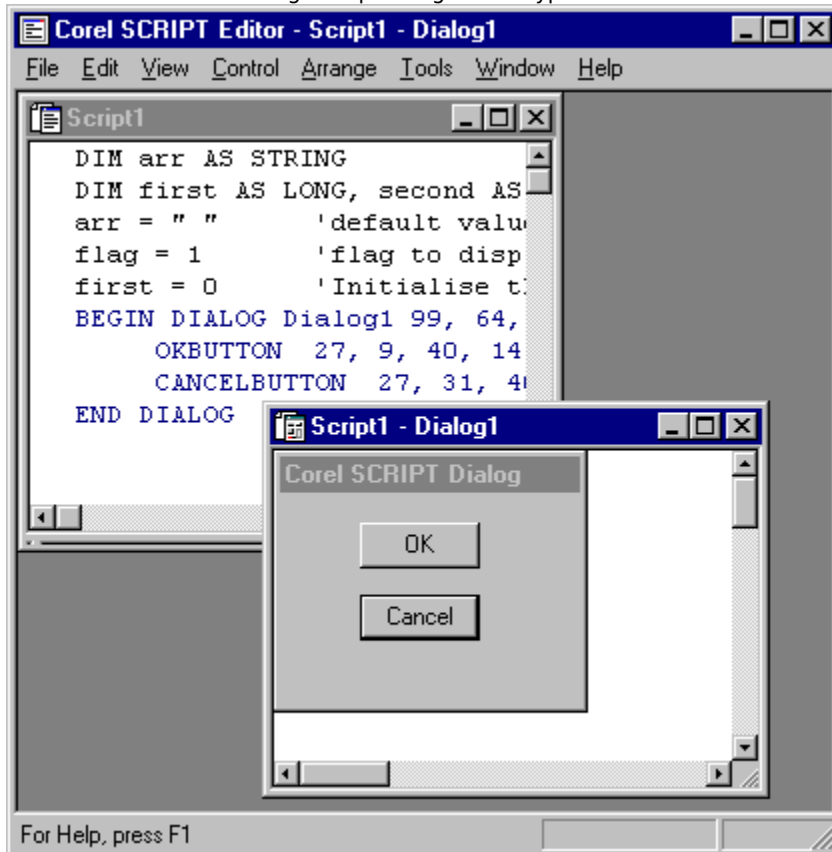 Corel SCRIPT Editor - Script1 - Dialog1
File Edit View Control Arrange Tools Window Help
Script1
DIM arr AS STRING
DIM first AS LONG, second AS
arr = " " 'default valu
flag = 1 'flag to disp
first = 0 'Initialise t
BEGIN DIALOG Dialog1 99, 64,
OKBUTTON 27, 9, 40, 14
CANCELBUTTON 27, 31, 4
END DIALOG
Script1 - Dialog1
Corel SCRIPT Dialog
OK
Cancel
For Help, press F1